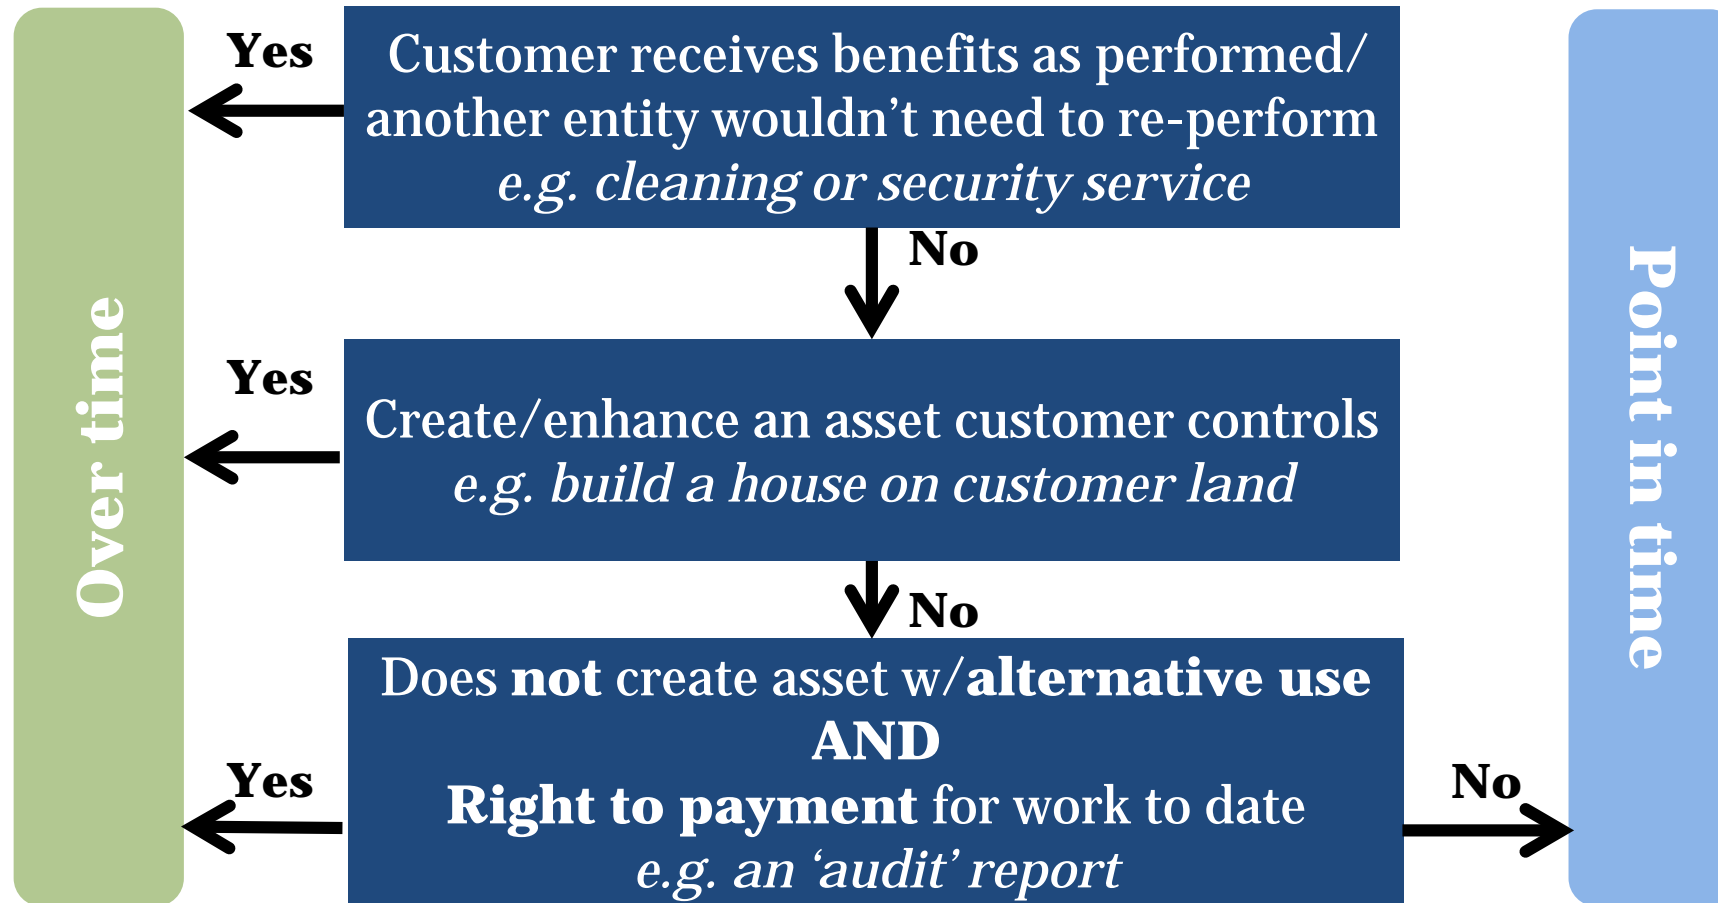 Yes
Customer receives benefits as performed/
another entity wouldn’t need to re-perform
e.g. cleaning or security service
No
Yes
Create/enhance an asset customer controls
e.g. build a house on customer land
No
Does not create asset w/alternative use
AND
Right to payment for work to date
e.g. an ‘audit’ report
Yes
No
Over time
Point in time